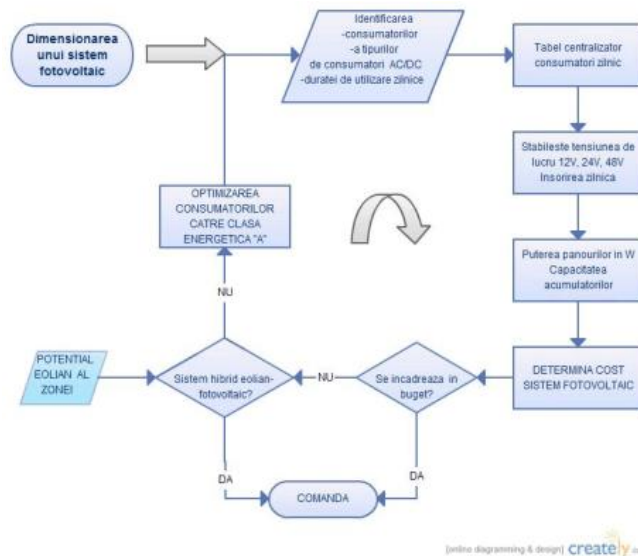 Dimensionarea
unui sistem
fotovoltaic
Identificarea
-consumatorilor
-a tipurilor
de consumatori AC/DC
-duratei de utilizare zilnice
Tabel centralizator
consumatori zilnic
Stabileste tensiunea de
lucru 12V, 24V, 48V
Insorirea zilnica
OPTIMIZAREA
CONSUMATORILOR
CATRE CLASA
ENERGETICA "A"
Puterea panourilor in W
Capacitatea
acumulatorilor
NU
POTENTIAL
EOLIAN AL
ZONEI
Sistem hibrid eolian-
fotovoltaic?
NU
Se incadreaza in
buget?
DETERMINA COST
SISTEM FOTOVOLTAIC
DA
DA
COMANDA
[online diagramming & design] creately